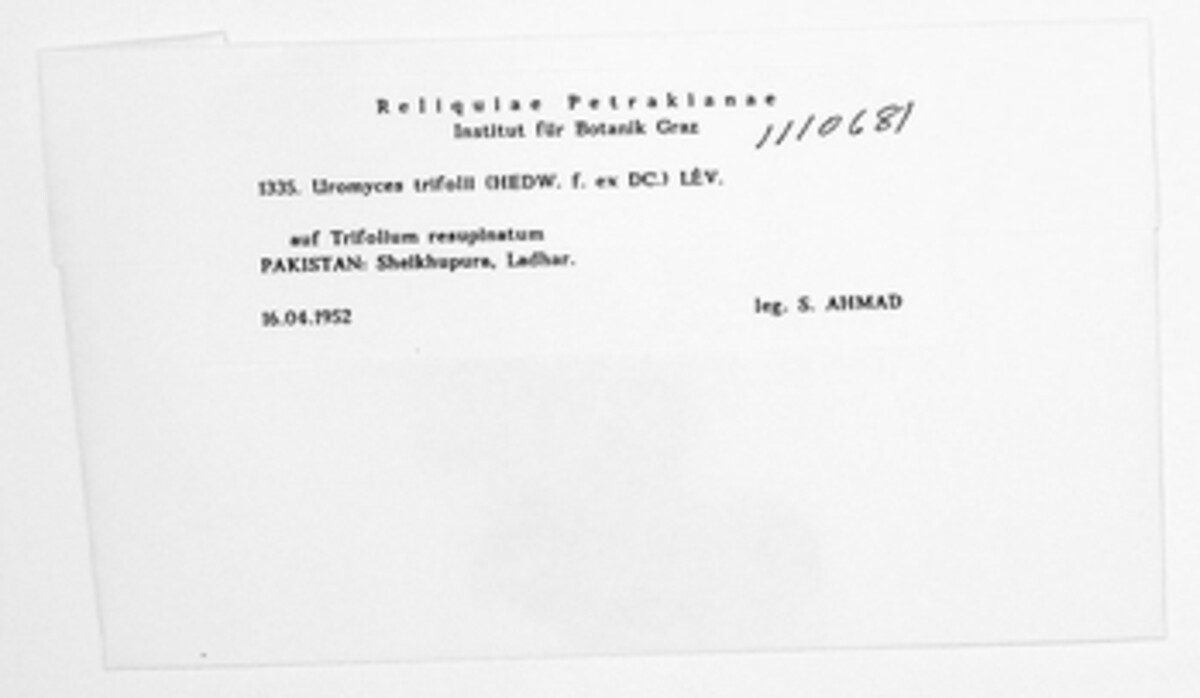 Reliquiae Petrakianae
Institut für Botanik Graz
1110681
1335. Uromyces trifolii (HEDW. f. ex DC.) LÉV.
auf Trifolium resupinatum
PAKISTAN: Sheikhupura, Ladhar.
16.04.1952
leg. S. AHMAD